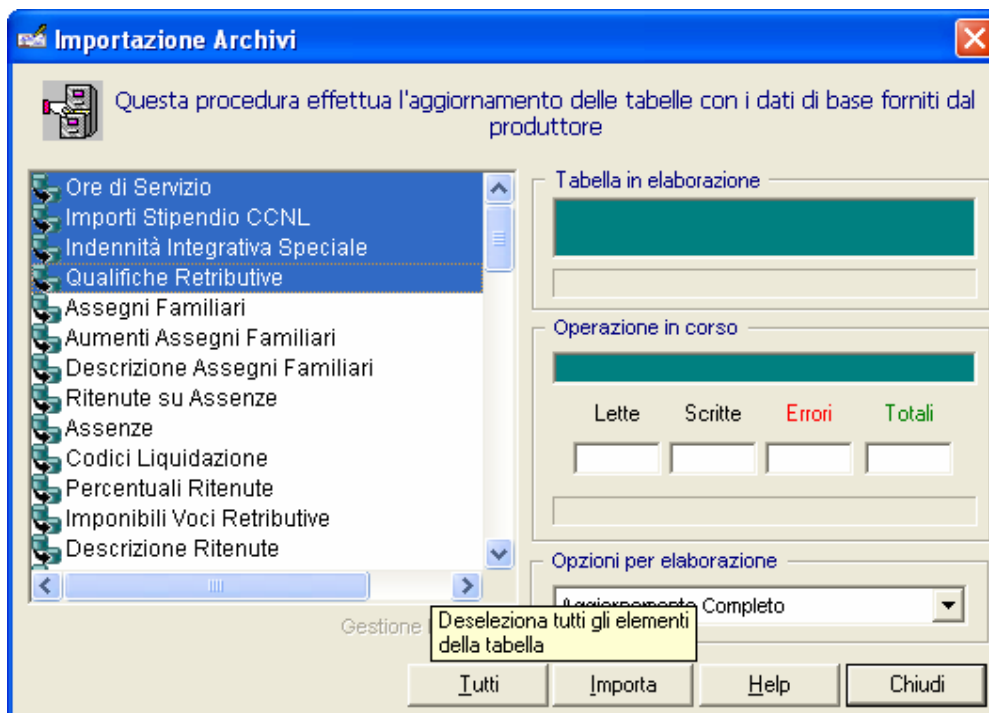 Importazione Archivi
Questa procedura effettua l'aggiornamento delle tabelle con i dati di base forniti dal
produttore
Ore di Servizio
Importi Stipendio CCNL
Indennità Integrativa Speciale
Qualifiche Retributive
Assegni Familiari
Aumenti Assegni Familiari
Descrizione Assegni Familiari
Ritenute su Assenze
Assenze
Codici Liquidazione
Percentuali Ritenute
Imponibili Voci Retributive
Descrizione Ritenute
Tabella in elaborazione
Operazione in corso
Lette Scritte Errori Totali
Opzioni per elaborazione
Aggiornamento Completo
Gestione
Deseleziona tutti gli elementi
della tabella
Tutti Importa Help Chiudi